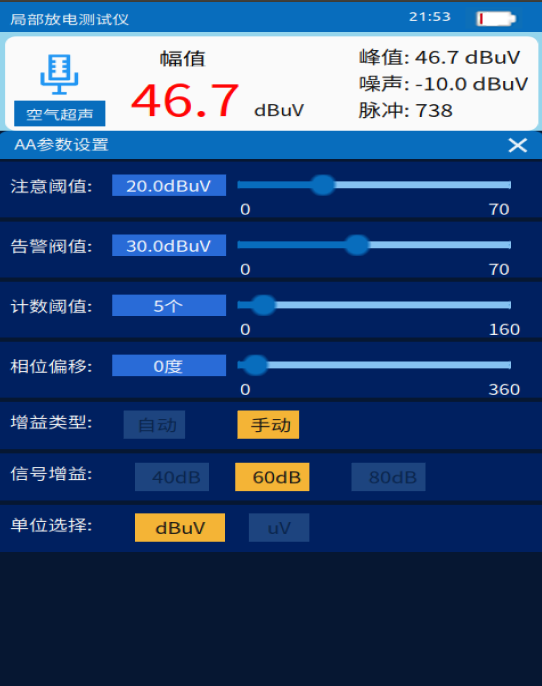 局部放电测试仪 21:53
幅值
46.7 dBuV
空气超声
峰值: 46.7 dBuV
噪声: -10.0 dBuV
脉冲: 738
AA参数设置
注意阈值: 20.0dBuV
0 70
告警阀值: 30.0dBuV
0 70
计数阈值: 5个
0 160
相位偏移: 0度
0 360
增益类型: 自动 手动
信号增益: 40dB 60dB 80dB
单位选择: dBuV uV